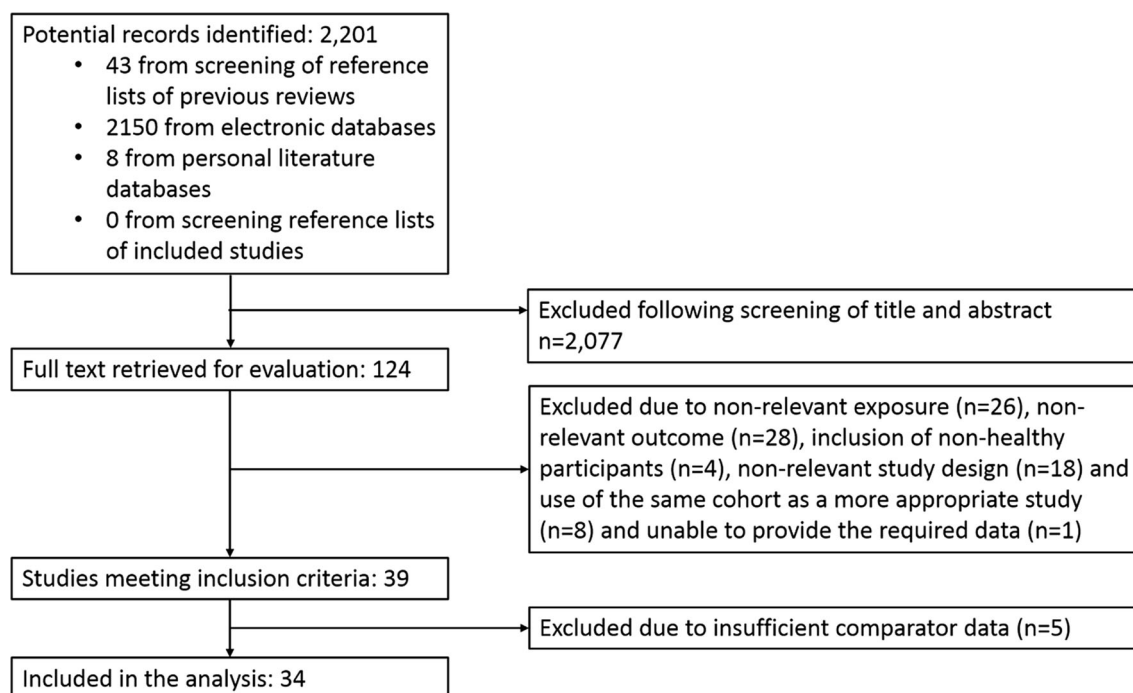 Potential records identified: 2,201
• 43 from screening of reference
lists of previous reviews
• 2150 from electronic databases
• 8 from personal literature
databases
• 0 from screening reference lists
of included studies
Excluded following screening of title and abstract
n=2,077
Full text retrieved for evaluation: 124
Excluded due to non-relevant exposure (n=26), non-
relevant outcome (n=28), inclusion of non-healthy
participants (n=4), non-relevant study design (n=18) and
use of the same cohort as a more appropriate study
(n=8) and unable to provide the required data (n=1)
Studies meeting inclusion criteria: 39
Excluded due to insufficient comparator data (n=5)
Included in the analysis: 34